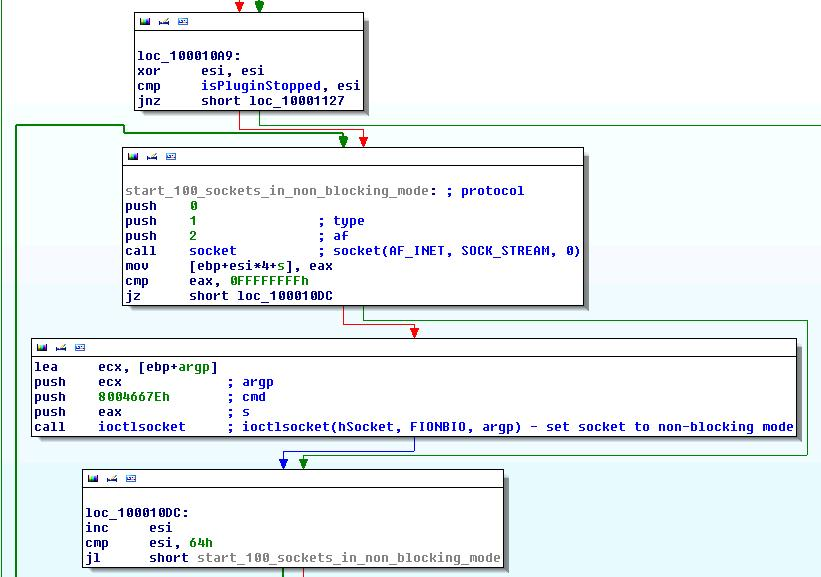 loc_100010A9:
xor esi, esi
cmp isPluginStopped, esi
jnz short loc_10001127
start_100_sockets_in_non_blocking_mode: ; protocol
push 0
push 1 ; type
push 2 ; af
call socket ; socket(AF_INET, SOCK_STREAM, 0)
mov [ebp+esi*4+s], eax
cmp eax, 0FFFFFFFFh
jz short loc_100010DC
lea ecx, [ebp+argp]
push ecx ; argp
push 8004667Eh ; cmd
push eax ; s
call ioctlsocket ; ioctlsocket(hSocket, FIONBIO, argp) - set socket to non-blocking mode
loc_100010DC:
inc esi
cmp esi, 64h
jl short start_100_sockets_in_non_blocking_mode